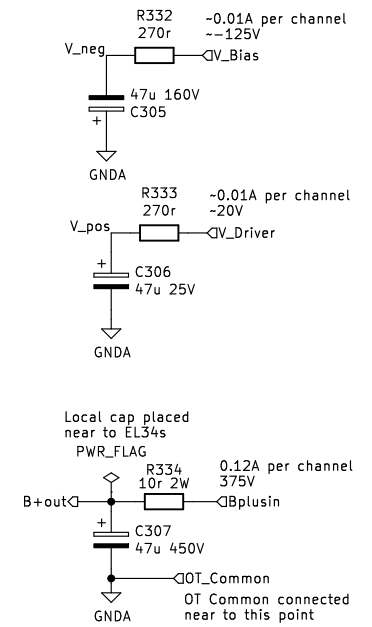 R332
270r
~0.01A per channel
~-125V
V_neg
V_Bias
47u 160V
C305
+
GNDA
R333
270r
~0.01A per channel
~20V
V_pos
V_Driver
+
C306
47u 25V
GNDA
Local cap placed
near to EL34s
PWR_FLAG
R334
10r 2W
0.12A per channel
375V
B+out
Bplusin
+
C307
47u 450V
OT_Common
GNDA
OT Common connected
near to this point